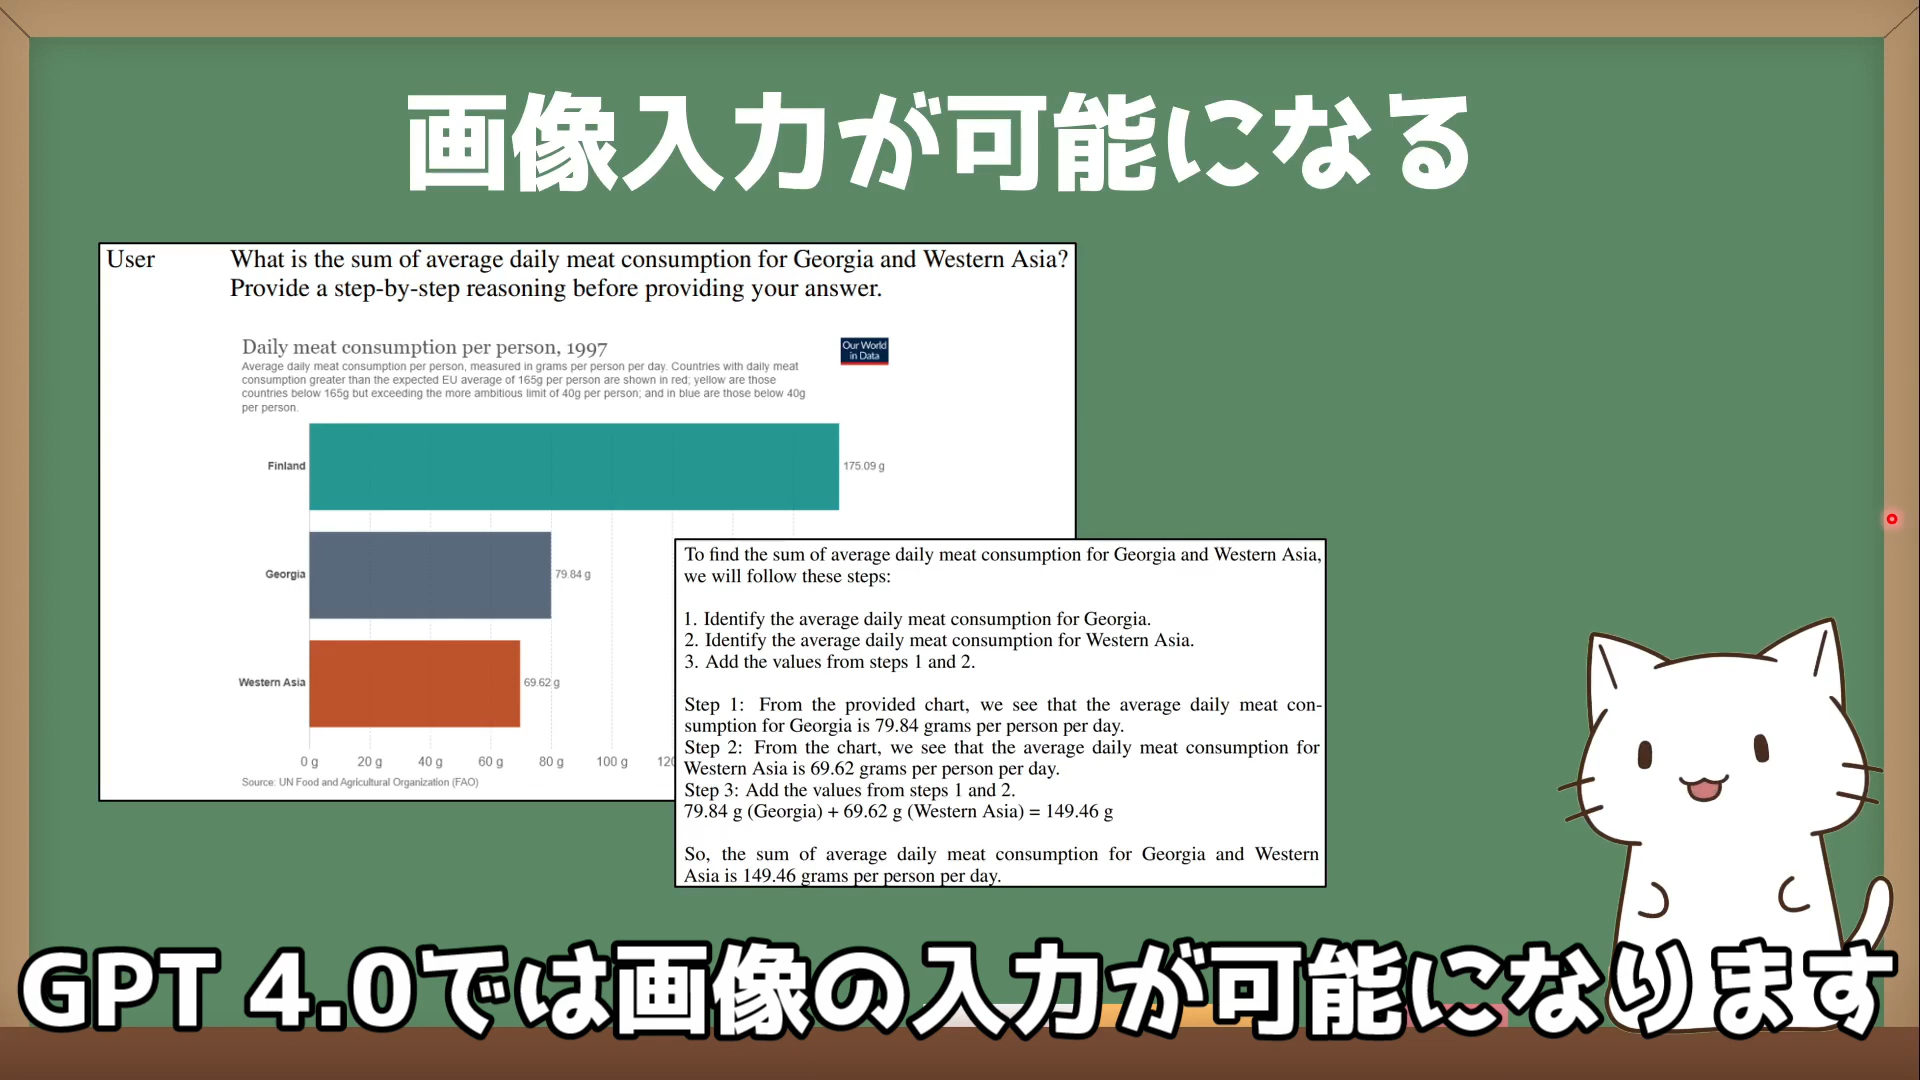 画像入力が可能になる
User
What is the sum of average daily meat consumption for Georgia and Western Asia?
Provide a step-by-step reasoning before providing your answer.
Daily meat consumption per person, 1997
Our World
in Data
Average daily meat consumption per person, measured in grams per person per day. Countries with daily meat
consumption greater than the expected EU average of 165g per person are shown in red; yellow are those
countries below 165g but exceeding the more ambitious limit of 40g per person; and in blue are those below 40g
per person.
Finland
175.09 g
Georgia
79.84 g
Western Asia
69.62 g
0 g 20 g 40 g 60 g 80 g 100 g
Source: UN Food and Agricultural Organization (FAO)
To find the sum of average daily meat consumption for Georgia and Western Asia,
we will follow these steps:
1. Identify the average daily meat consumption for Georgia.
2. Identify the average daily meat consumption for Western Asia.
3. Add the values from steps 1 and 2.
Step 1: From the provided chart, we see that the average daily meat con-
sumption for Georgia is 79.84 grams per person per day.
Step 2: From the chart, we see that the average daily meat consumption for
Western Asia is 69.62 grams per person per day.
Step 3: Add the values from steps 1 and 2.
79.84 g (Georgia) + 69.62 g (Western Asia) = 149.46 g
So, the sum of average daily meat consumption for Georgia and Western
Asia is 149.46 grams per person per day.
GPT 4.0では画像の入力が可能になります